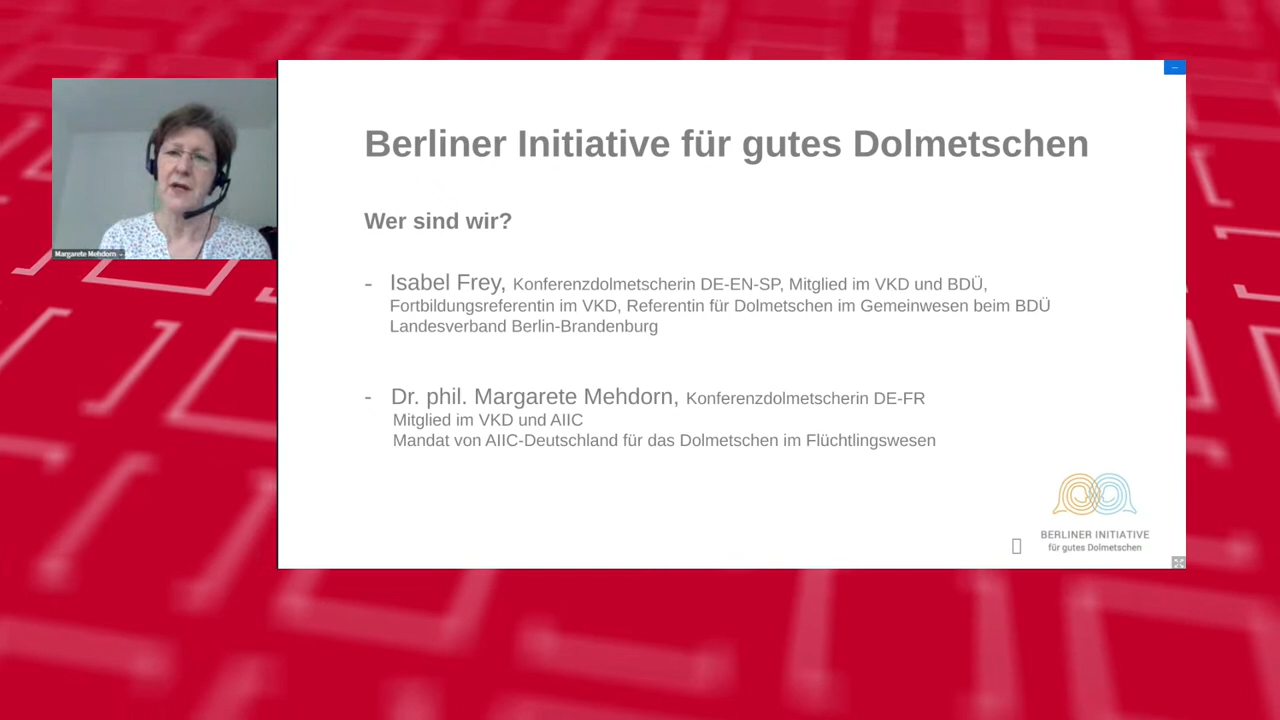 Berliner Initiative für gutes Dolmetschen
Wer sind wir?
- Isabel Frey, Konferenzdolmetscherin DE-EN-SP, Mitglied im VKD und BDÜ,
Fortbildungsreferentin im VKD, Referentin für Dolmetschen im Gemeinwesen beim BDÜ
Landesverband Berlin-Brandenburg
- Dr. phil. Margarete Mehdorn, Konferenzdolmetscherin DE-FR
Mitglied im VKD und AIIC
Mandat von AIIC-Deutschland für das Dolmetschen im Flüchtlingswesen
Margarete Mehdorn
BERLINER INITIATIVE
für gutes Dolmetschen